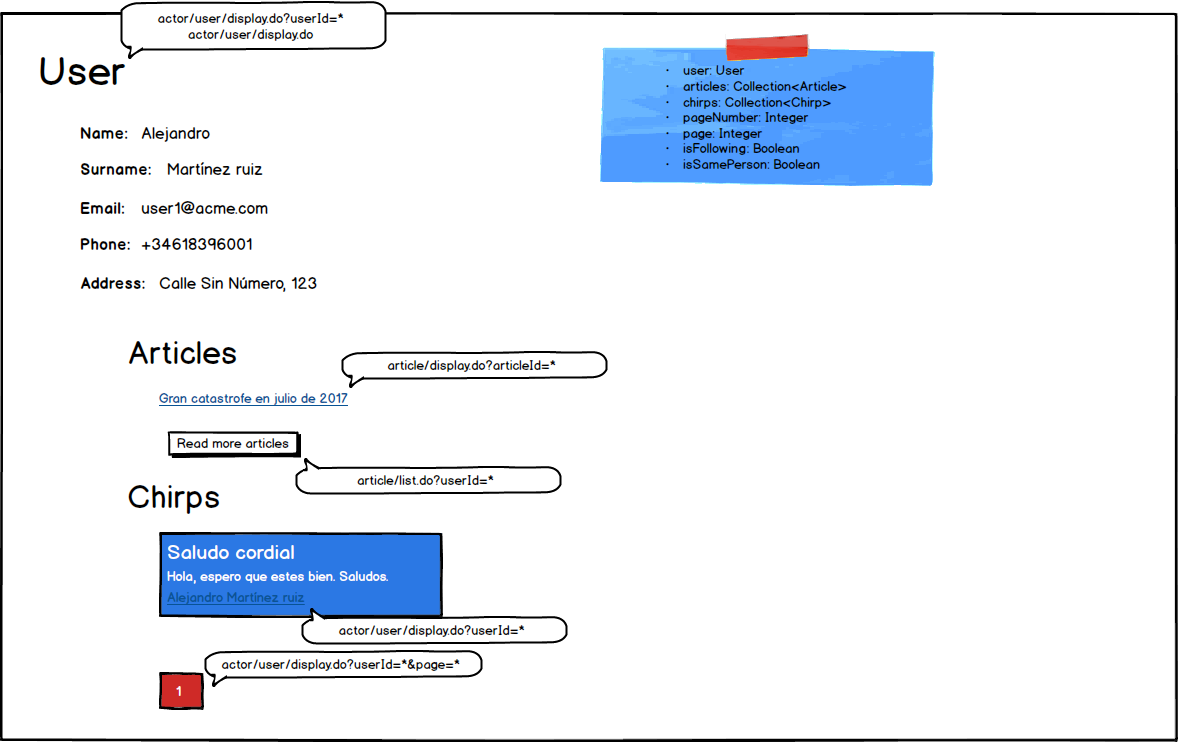 actor/user/display.do?userId=*
actor/user/display.do
User
· user: User
· articles: Collection<Article>
· chirps: Collection<Chirp>
· pageNumber: Integer
· page: Integer
· isFollowing: Boolean
· isSamePerson: Boolean
Name: Alejandro
Surname: Martínez ruiz
Email: user1@acme.com
Phone: +34618396001
Address: Calle Sin Número, 123
Articles
article/display.do?articleId=*
Gran catastrofe en julio de 2017
Read more articles
article/list.do?userId=*
Chirps
Saludo cordial
Hola, espero que estes bien. Saludos.
Alejandro Martínez ruiz
actor/user/display.do?userId=*
actor/user/display.do?userId=*&page=*
1